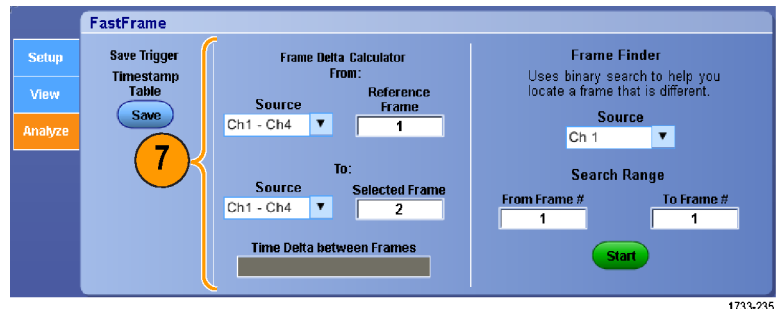 FastFrame
Setup
View
Analyze
Save Trigger
Timestamp
Table
Save
7
Frame Delta Calculator
From:
Source
Reference
Frame
Ch1 - Ch4
1
To:
Source
Selected Frame
Ch1 - Ch4
2
Time Delta between Frames
Frame Finder
Uses binary search to help you
locate a frame that is different.
Source
Ch 1
Search Range
From Frame #
To Frame #
1
1
Start
1733-235